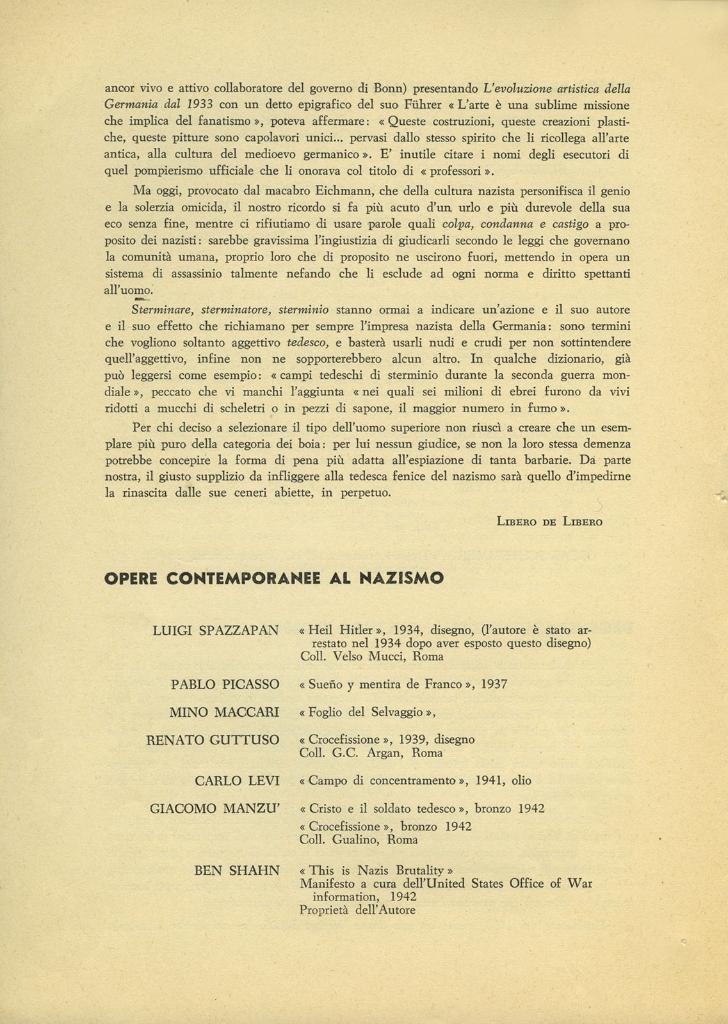 ancor vivo e attivo collaboratore del governo di Bonn) presentando L'evoluzione artistica della
Germania dal 1933 con un detto epigrafico del suo Führer « L'arte è una sublime missione
che implica del fanatismo », poteva affermare: « Queste costruzioni, queste creazioni plasti-
che, queste pitture sono capolavori unici... pervasi dallo stesso spirito che li ricollega all'arte
antica, alla cultura del medioevo germanico ». E' inutile citare i nomi degli esecutori di
quel pompierismo ufficiale che li onorava col titolo di « professori ».
Ma oggi, provocato dal macabro Eichmann, che della cultura nazista personifisca il genio
e la solerzia omicida, il nostro ricordo si fa più acuto d'un urlo e più durevole della sua
eco senza fine, mentre ci rifiutiamo di usare parole quali colpa, condanna e castigo a pro-
posito dei nazisti: sarebbe gravissima l'ingiustizia di giudicarli secondo le leggi che governano
la comunità umana, proprio loro che di proposito ne uscirono fuori, mettendo in opera un
sistema di assassinio talmente nefando che li esclude ad ogni norma e diritto spettanti
all'uomo.
Sterminare, sterminatore, sterminio stanno ormai a indicare un'azione e il suo autore
e il suo effetto che richiamano per sempre l'impresa nazista della Germania: sono termini
che vogliono soltanto aggettivo tedesco, e basterà usarli nudi e crudi per non sottintendere
quell'aggettivo, infine non ne sopporterebbero alcun altro. In qualche dizionario, già
può leggersi come esempio: « campi tedeschi di sterminio durante la seconda guerra mon-
diale », peccato che vi manchi l'aggiunta « nei quali sei milioni di ebrei furono da vivi
ridotti a mucchi di scheletri o in pezzi di sapone, il maggior numero in fumo ».
Per chi deciso a selezionare il tipo dell'uomo superiore non riuscì a creare che un esem-
plare più puro della categoria dei boia: per lui nessun giudice, se non la loro stessa demenza
potrebbe concepire la forma di pena più adatta all'espiazione di tanta barbarie. Da parte
nostra, il giusto supplizio da infliggere alla tedesca fenice del nazismo sarà quello d'impedirne
la rinascita dalle sue ceneri abiette, in perpetuo.
LIBERO DE LIBERO
OPERE CONTEMPORANEE AL NAZISMO
LUIGI SPAZZAPAN « Heil Hitler », 1934, disegno, (l'autore è stato ar-
restato nel 1934 dopo aver esposto questo disegno)
Coll. Velso Mucci, Roma
PABLO PICASSO « Sueño y mentira de Franco », 1937
MINO MACCARI « Foglio del Selvaggio »,
RENATO GUTTUSO « Crocefissione », 1939, disegno
Coll. G.C. Argan, Roma
CARLO LEVI « Campo di concentramento », 1941, olio
GIACOMO MANZU' « Cristo e il soldato tedesco », bronzo 1942
« Crocefissione », bronzo 1942
Coll. Gualino, Roma
BEN SHAHN « This is Nazis Brutality »
Manifesto a cura dell'United States Office of War
information, 1942
Proprietà dell'Autore